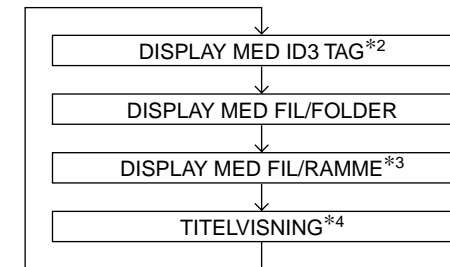 DISPLAY MED ID3 TAG*2
DISPLAY MED FIL/FOLDER
DISPLAY MED FIL/RAMME*3
TITELVISNING*4